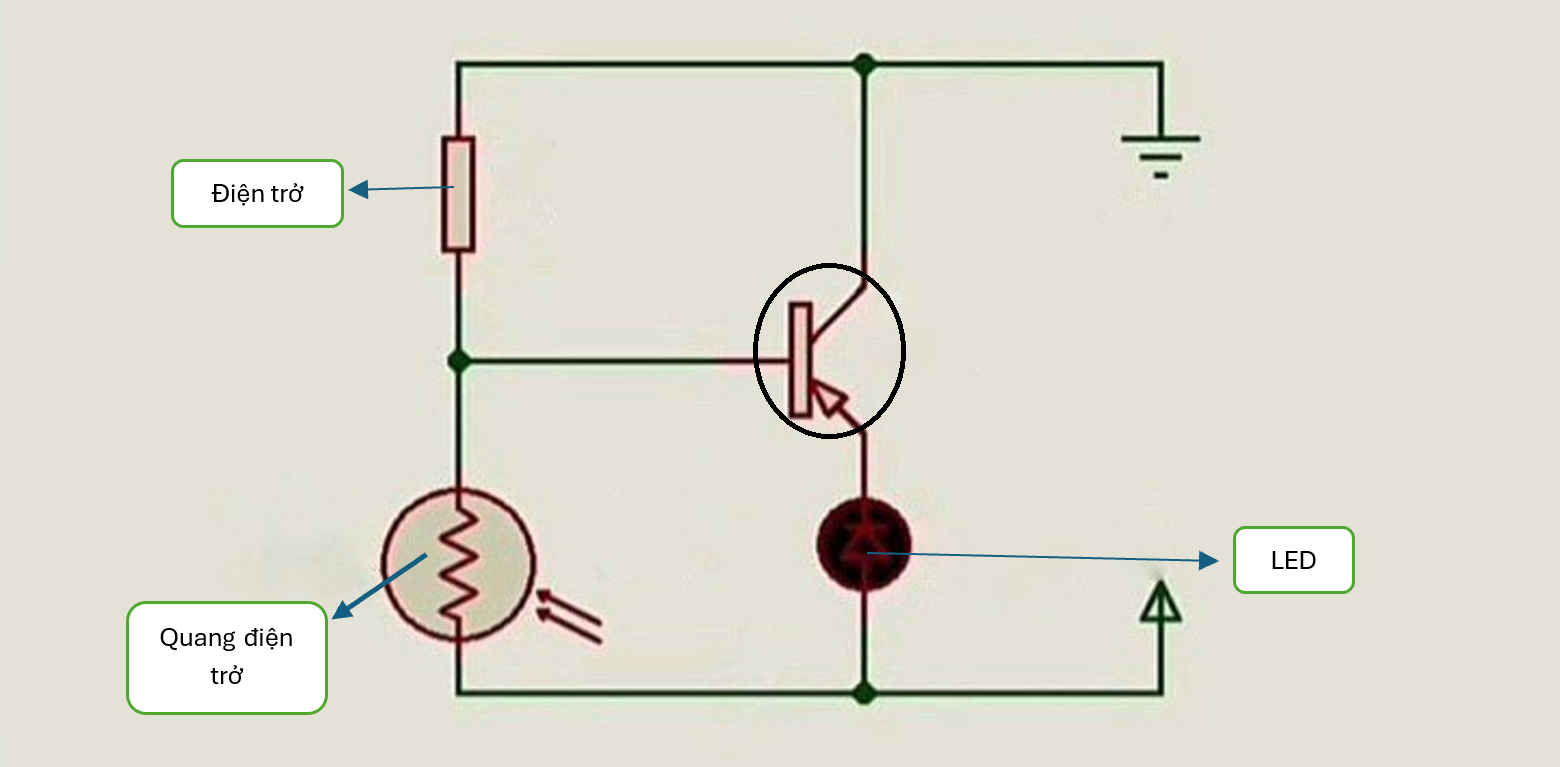 Điện trở
LED
Quang điện
trở